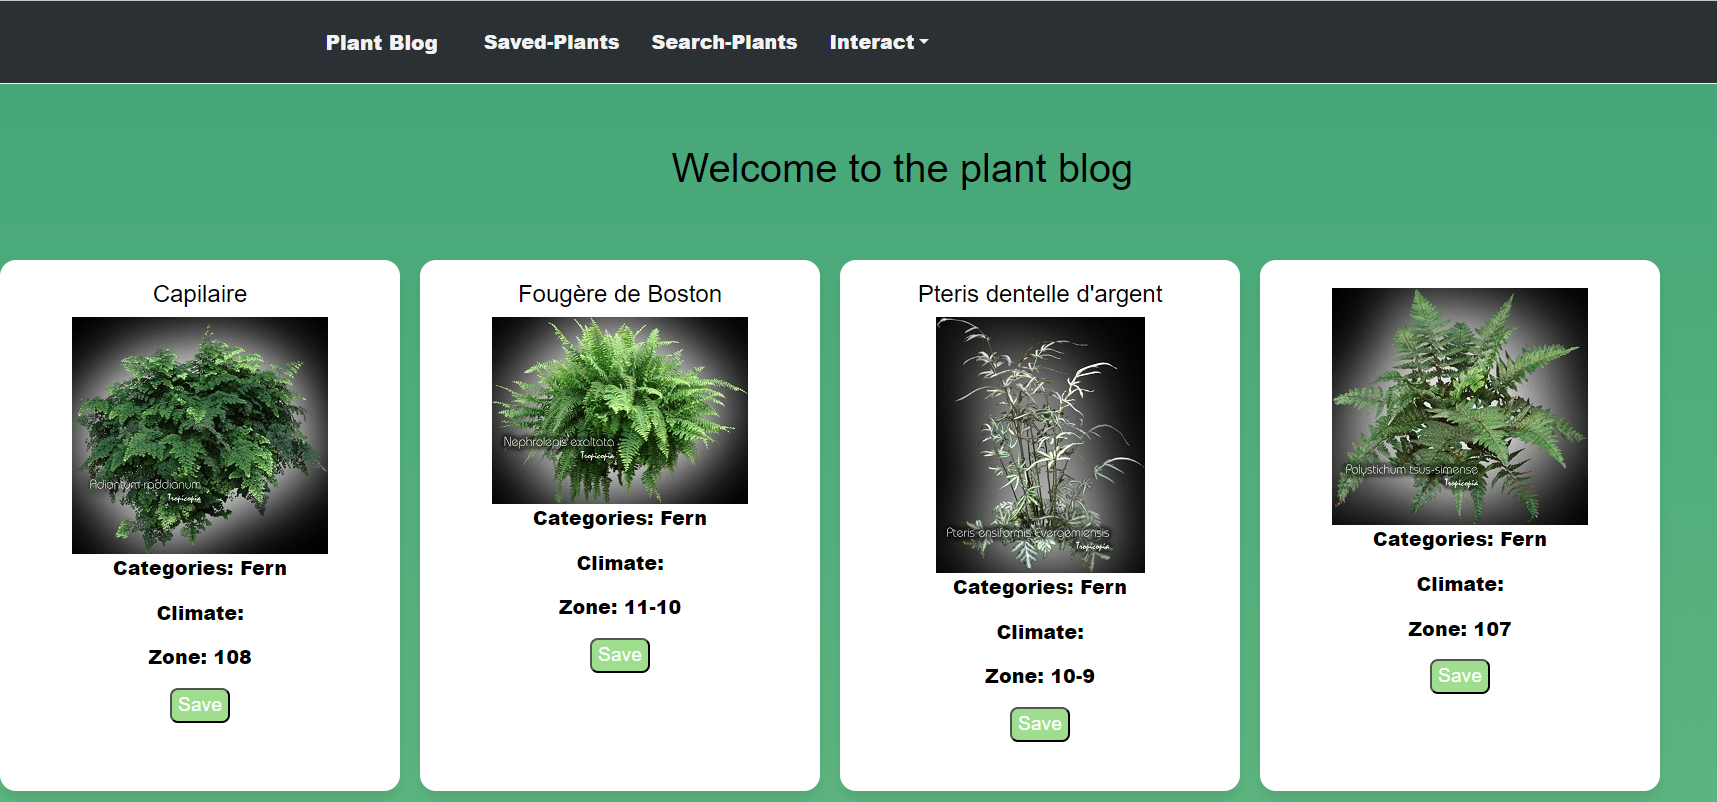 Plant Blog Saved-Plants Search-Plants Interact
Welcome to the plant blog
Capilaire
Adiantum raddianum
Tropicopia
Categories: Fern
Climate:
Zone: 108
Save
Fougère de Boston
Nephrolepis exaltata
Tropicopia
Categories: Fern
Climate:
Zone: 11-10
Save
Pteris dentelle d'argent
Pteris ensiformis Evergemiensis
Tropicopia
Categories: Fern
Climate:
Zone: 10-9
Save
Polystichum tsus-simense
Tropicopia
Categories: Fern
Climate:
Zone: 107
Save